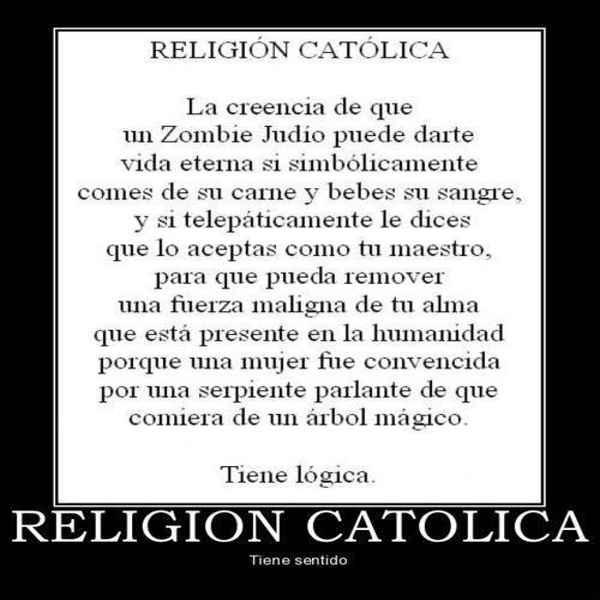 RELIGIÓN CATÓLICA
La creencia de que
un Zombie Judío puede darte
vida eterna si simbólicamente
comes de su carne y bebes su sangre,
y si telepáticamente le dices
que lo aceptas como tu maestro,
para que pueda remover
una fuerza maligna de tu alma
que está presente en la humanidad
porque una mujer fue convencida
por una serpiente parlante de que
comiera de un árbol mágico.
Tiene lógica.
RELIGION CATOLICA
Tiene sentido